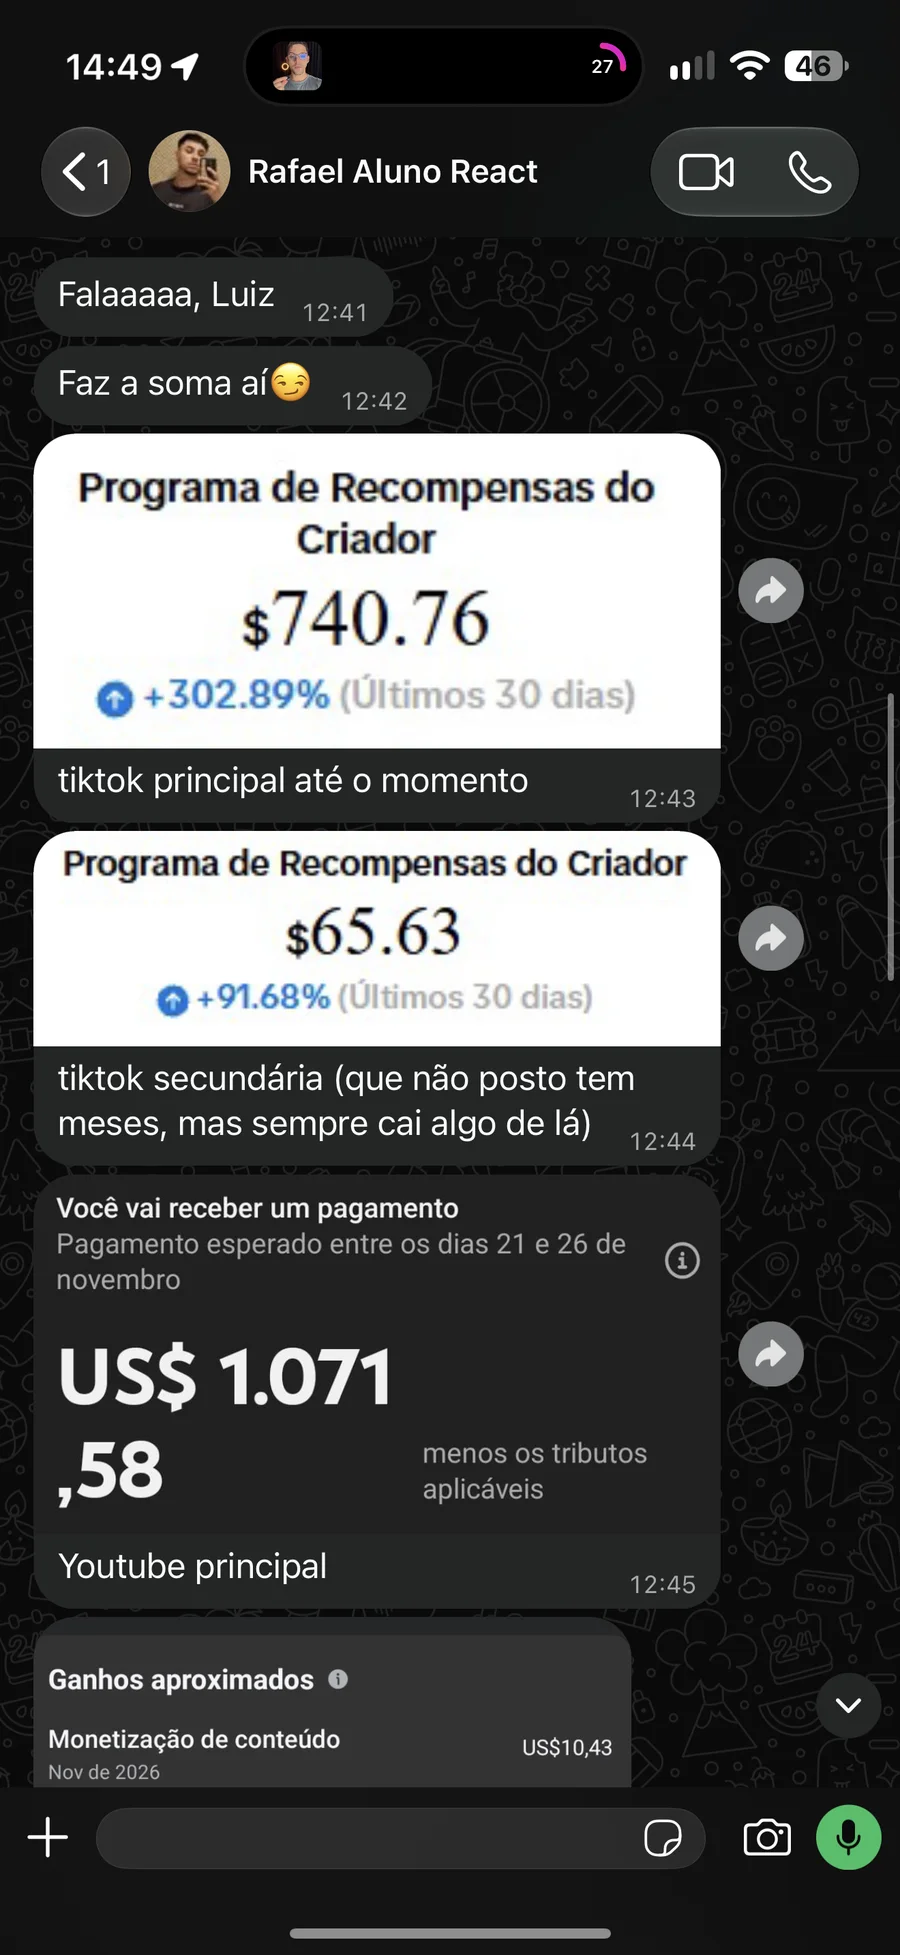 14:49
27
46
1
Rafael Aluno React
Falaaaaa, Luiz
12:41
Faz a soma aí😏
12:42
Programa de Recompensas do
Criador
$740.76
+302.89% (Últimos 30 dias)
tiktok principal até o momento
12:43
Programa de Recompensas do Criador
$65.63
+91.68% (Últimos 30 dias)
tiktok secundária (que não posto tem
meses, mas sempre cai algo de lá)
12:44
Você vai receber um pagamento
Pagamento esperado entre os dias 21 e 26 de
novembro
US$ 1.071
,58
menos os tributos
aplicáveis
Youtube principal
12:45
Ganhos aproximados
Monetização de conteúdo
US$10,43
Nov de 2026